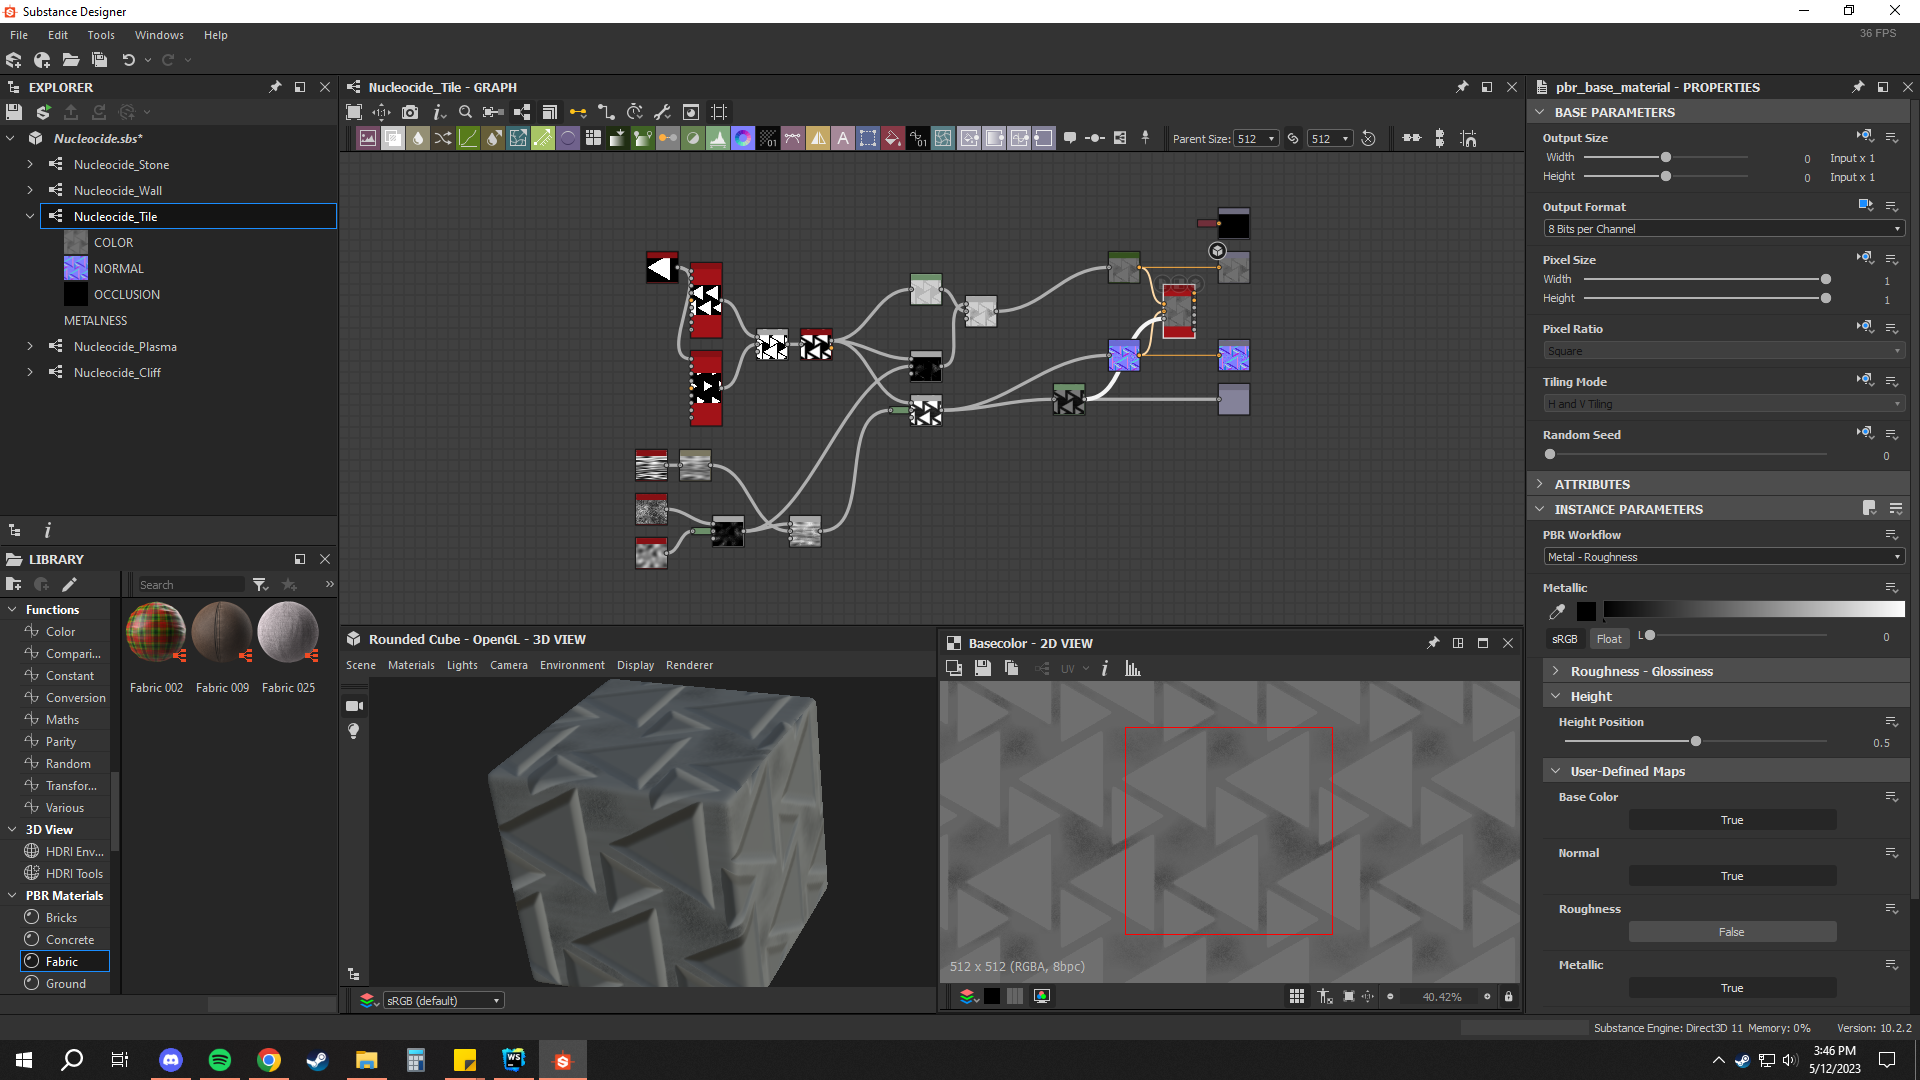 Substance Designer
File Edit Tools Windows Help
36 FPS
EXPLORER
Nucleocide.sbs*
Nucleocide_Stone
Nucleocide_Wall
Nucleocide_Tile
COLOR
NORMAL
OCCLUSION
METALNESS
Nucleocide_Plasma
Nucleocide_Cliff
LIBRARY
Search
Functions
Color
Compari...
Constant
Conversion
Maths
Parity
Random
Transfor...
Various
3D View
HDRI Env...
HDRI Tools
PBR Materials
Bricks
Concrete
Fabric
Ground
Fabric 002 Fabric 009 Fabric 025
Nucleocide_Tile - GRAPH
Parent Size: 512 512
Rounded Cube - OpenGL - 3D VIEW
Scene Materials Lights Camera Environment Display Renderer
sRGB (default)
Basecolor - 2D VIEW
UV
512 x 512 (RGBA, 8bpc)
40.42%
pbr_base_material - PROPERTIES
BASE PARAMETERS
Output Size
Width 0 Input x 1
Height 0 Input x 1
Output Format
8 Bits per Channel
Pixel Size
Width 1
Height 1
Pixel Ratio
Square
Tiling Mode
H and V Tiling
Random Seed
0
ATTRIBUTES
INSTANCE PARAMETERS
PBR Workflow
Metal - Roughness
Metallic
sRGB Float L 0
Roughness - Glossiness
Height
Height Position
0.5
User-Defined Maps
Base Color
True
Normal
True
Roughness
False
Metallic
True
Substance Engine: Direct3D 11 Memory: 0% Version: 10.2.2
WS
3:46 PM
5/12/2023